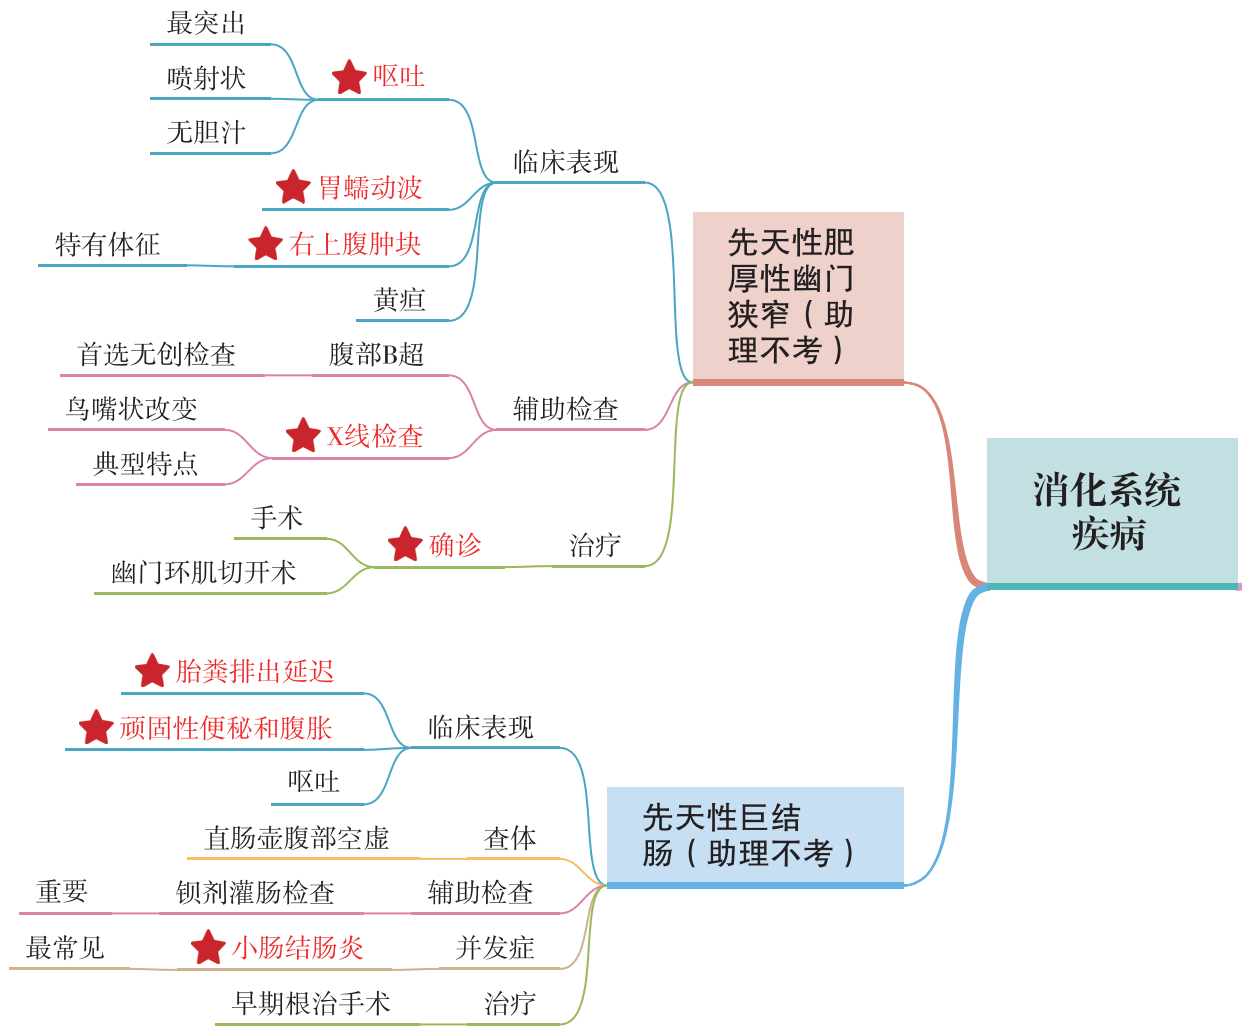 最突出
喷射状
无胆汁
呕吐
胃蠕动波
特有体征
右上腹肿块
黄疸
临床表现
首选无创检查
腹部B超
鸟嘴状改变
典型特点
X线检查
辅助检查
手术
幽门环肌切开术
确诊
治疗
先天性肥
厚性幽门
狭窄（助
理不考）
消化系统
疾病
胎粪排出延迟
顽固性便秘和腹胀
呕吐
临床表现
直肠壶腹部空虚
查体
重要
钡剂灌肠检查
辅助检查
最常见
小肠结肠炎
并发症
早期根治手术
治疗
先天性巨结
肠（助理不考）